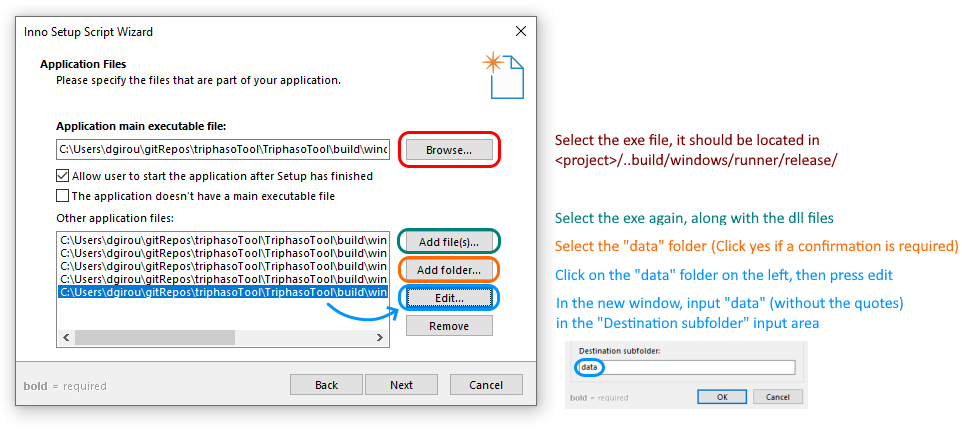 Inno Setup Script Wizard
Application Files
Please specify the files that are part of your application.
Application main executable file:
C:\Users\dgirou\gitRepos\triphasoTool\TriphasoTool\build\winc
Browse...
Allow user to start the application after Setup has finished
The application doesn't have a main executable file
Other application files:
C:\Users\dgirou\gitRepos\triphasoTool\TriphasoTool\build\win
C:\Users\dgirou\gitRepos\triphasoTool\TriphasoTool\build\win
C:\Users\dgirou\gitRepos\triphasoTool\TriphasoTool\build\win
C:\Users\dgirou\gitRepos\triphasoTool\TriphasoTool\build\win
C:\Users\dgirou\gitRepos\triphasoTool\TriphasoTool\build\win
Add file(s)...
Add folder...
Edit...
Remove
bold = required
Back
Next
Cancel
Select the exe file, it should be located in
<project>/..build/windows/runner/release/
Select the exe again, along with the dll files
Select the "data" folder (Click yes if a confirmation is required)
Click on the "data" folder on the left, then press edit
In the new window, input "data" (without the quotes)
in the "Destination subfolder" input area
Destination subfolder:
data
bold = required
OK
Cancel